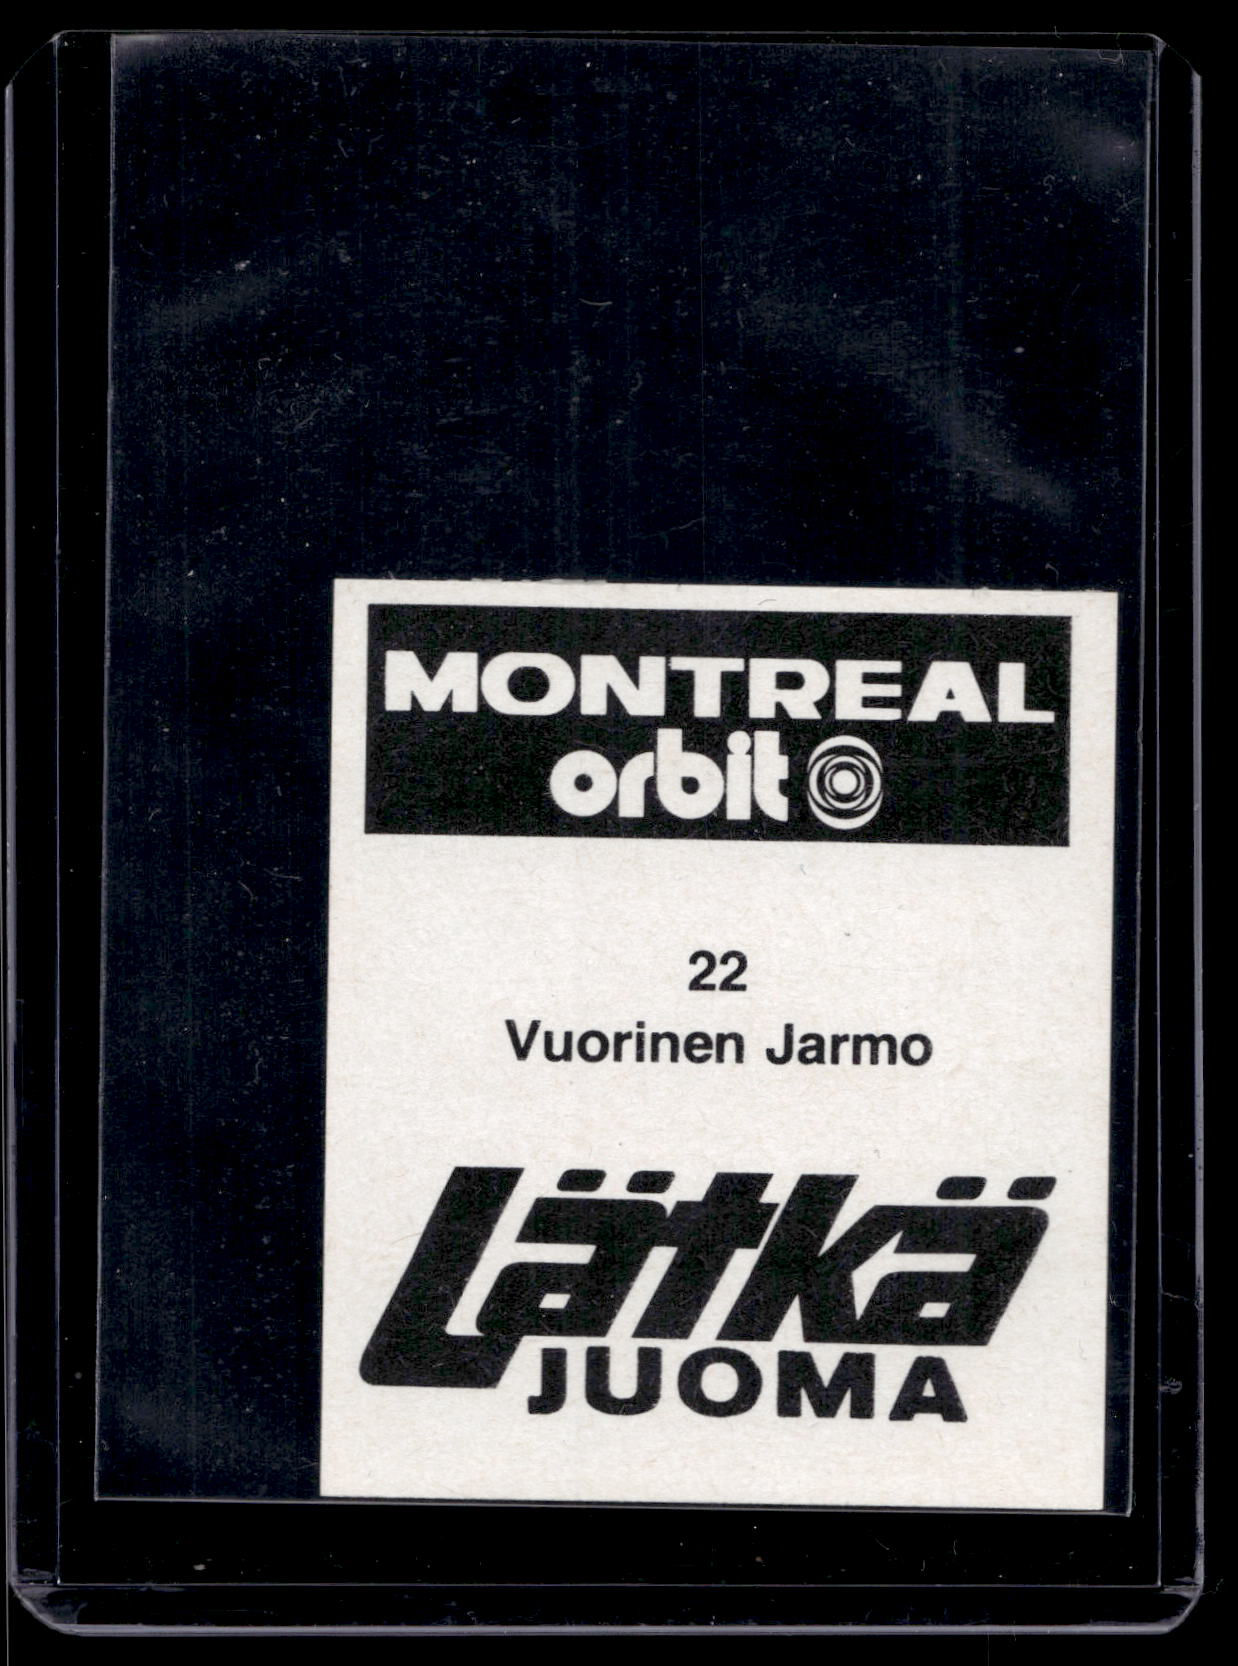 MONTREAL
orbit
22
Vuorinen Jarmo
Lätkä
JUOMA